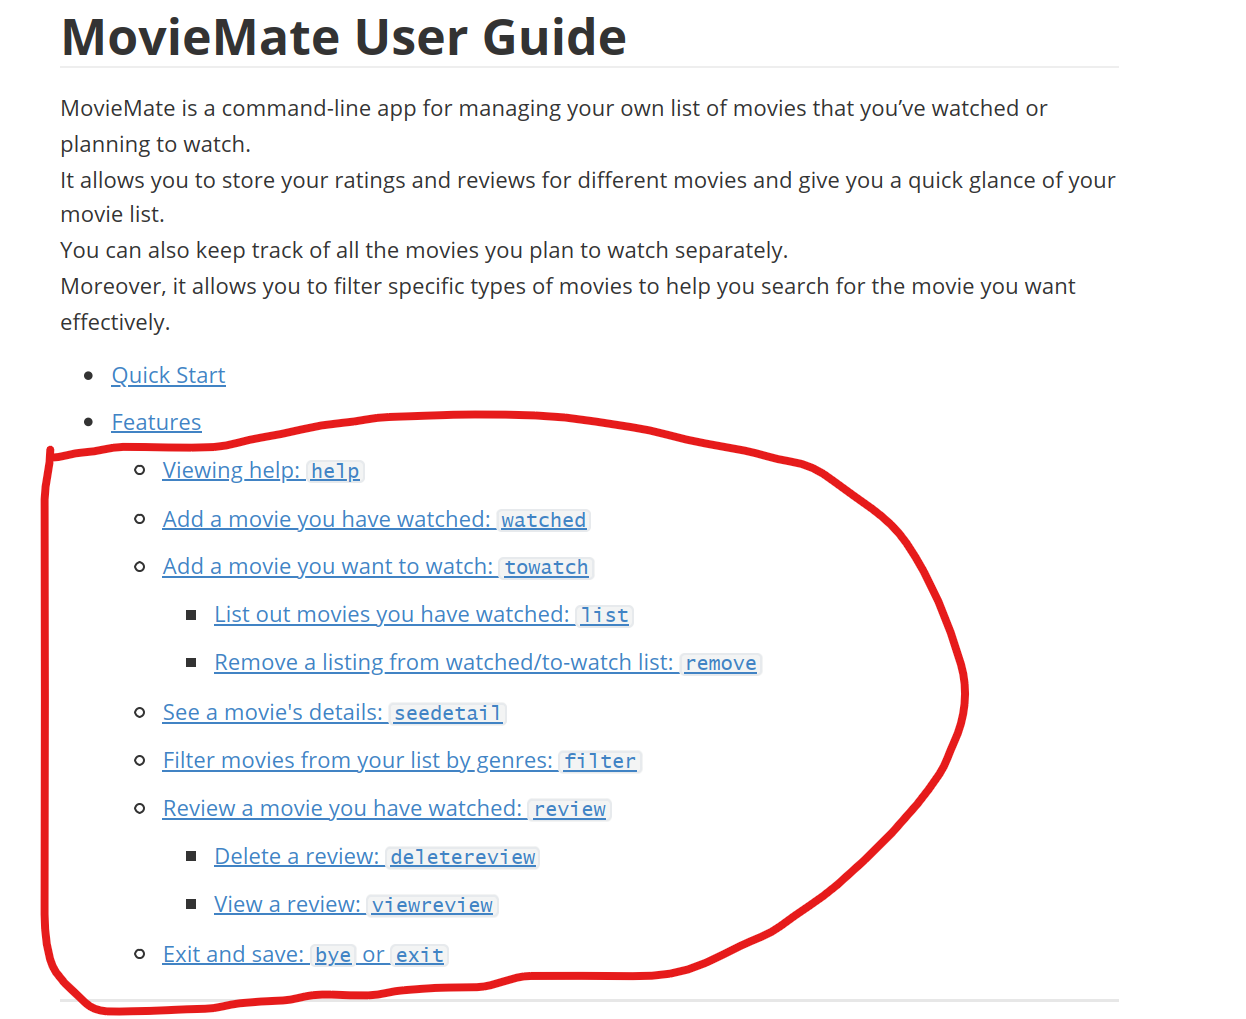 MovieMate User Guide
MovieMate is a command-line app for managing your own list of movies that you’ve watched or
planning to watch.
It allows you to store your ratings and reviews for different movies and give you a quick glance of your
movie list.
You can also keep track of all the movies you plan to watch separately.
Moreover, it allows you to filter specific types of movies to help you search for the movie you want
effectively.
Quick Start
Features
Viewing help: help
Add a movie you have watched: watched
Add a movie you want to watch: towatch
List out movies you have watched: list
Remove a listing from watched/to-watch list: remove
See a movie's details: seedetail
Filter movies from your list by genres: filter
Review a movie you have watched: review
Delete a review: deletereview
View a review: viewreview
Exit and save: bye or exit